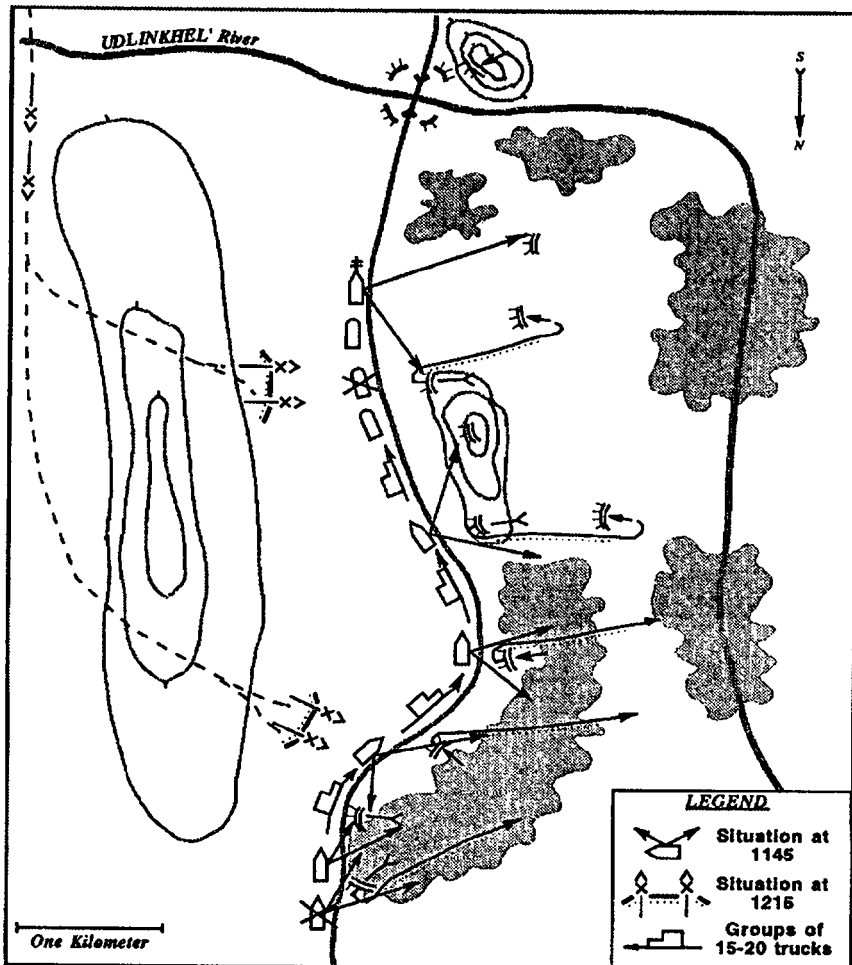 UDLINKHEL' River
S
N
LEGEND
Situation at
1145
Situation at
1215
Groups of
15-20 trucks
One Kilometer